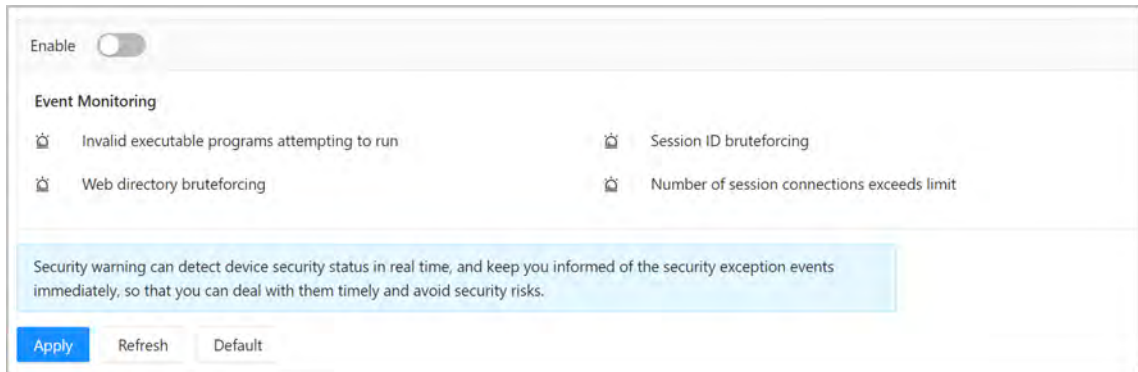 Enable
Event Monitoring
Invalid executable programs attempting to run
Session ID bruteforcing
Web directory bruteforcing
Number of session connections exceeds limit
Security warning can detect device security status in real time, and keep you informed of the security exception events
immediately, so that you can deal with them timely and avoid security risks.
Apply Refresh Default